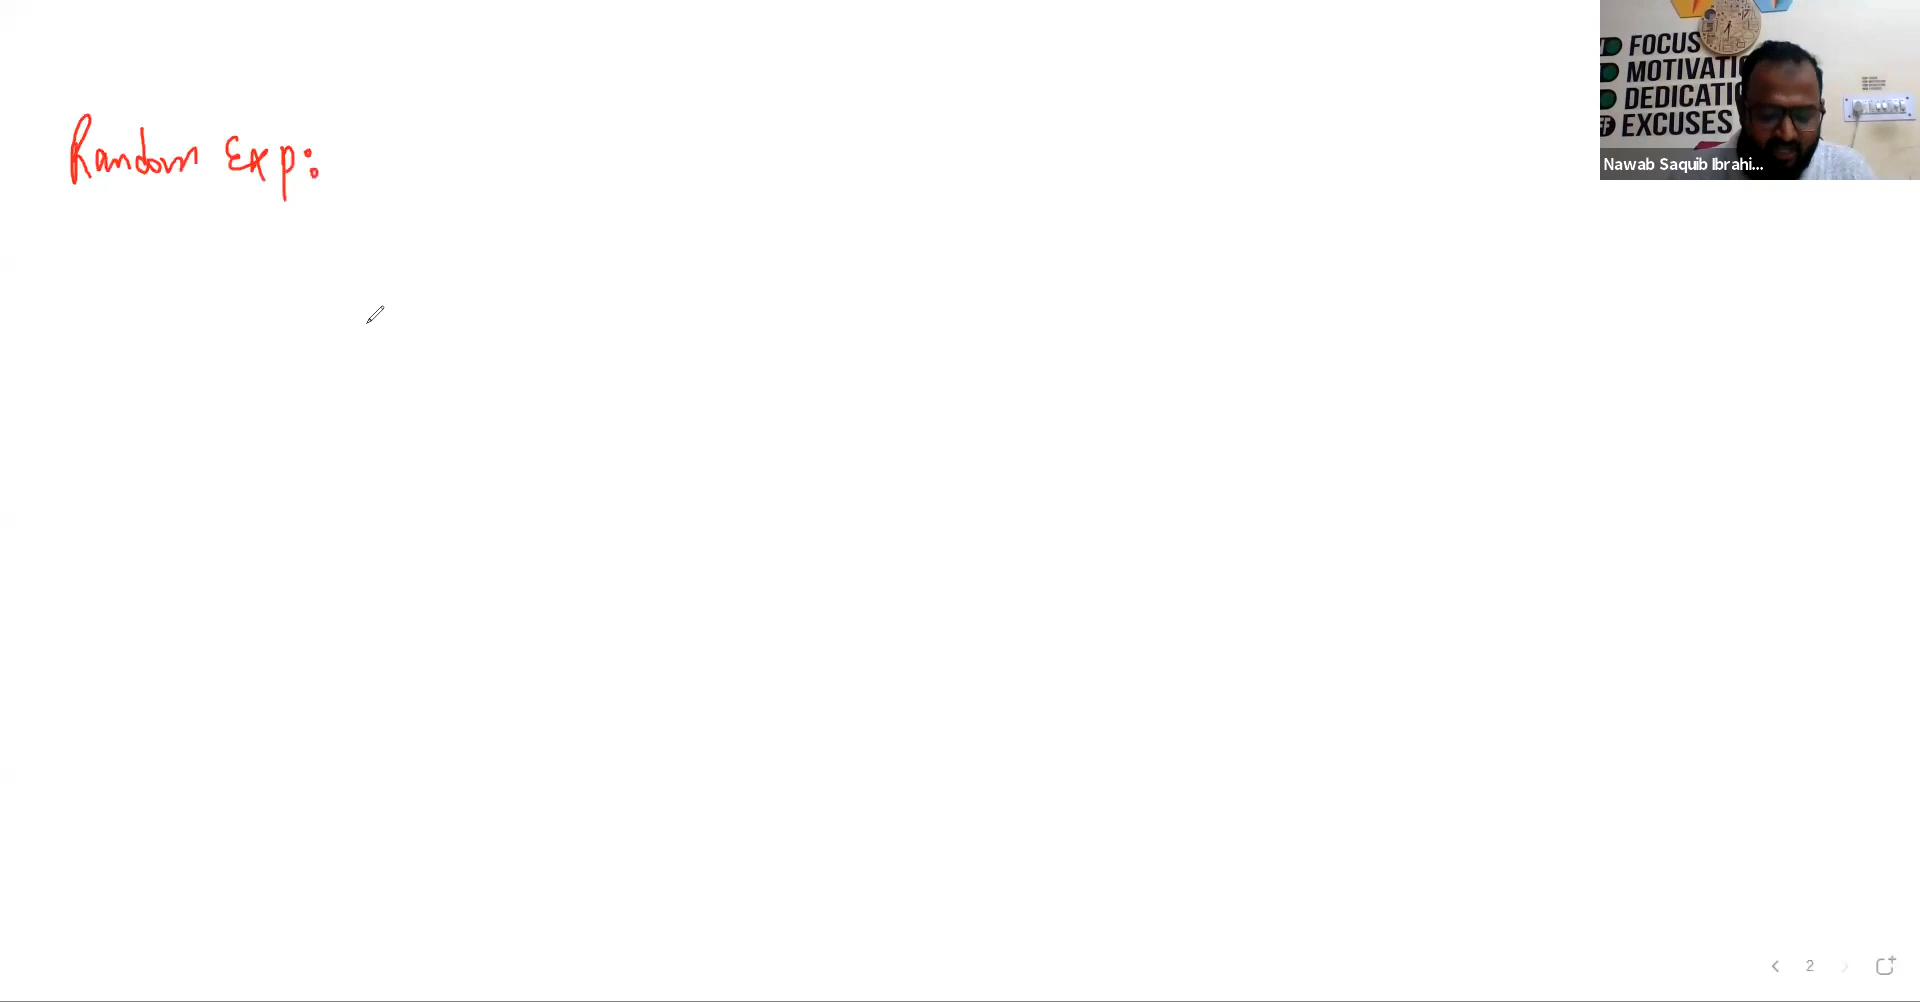 Random Exp:
FOCUS
MOTIVATI
DEDICATI
EXCUSES
Nawab Saquib Ibrahi...
2